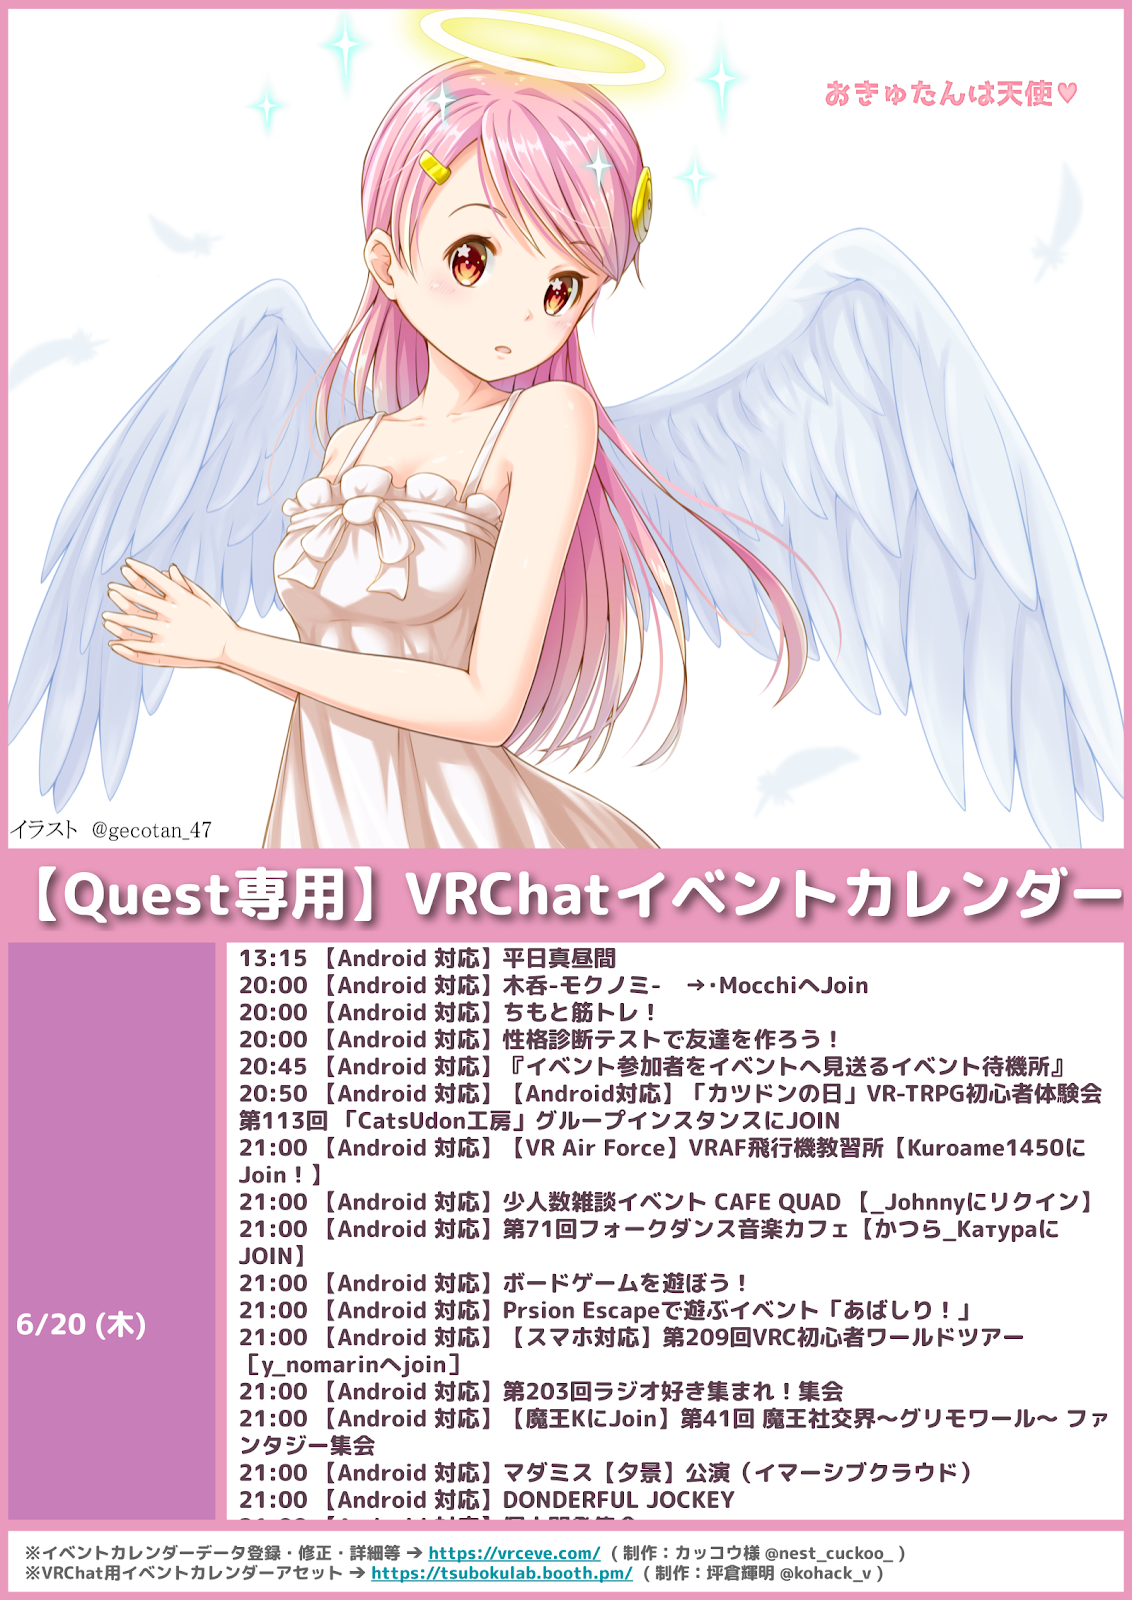 おきゅたんは天使♥
イラスト @gecotan_47
【Quest専用】VRChatイベントカレンダー
6/20 (木)
13:15 【Android 対応】平日真昼間
20:00 【Android 対応】木呑-モクノミ- →･MocchiへJoin
20:00 【Android 対応】ちもと筋トレ！
20:00 【Android 対応】性格診断テストで友達を作ろう！
20:45 【Android 対応】『イベント参加者をイベントへ見送るイベント待機所』
20:50 【Android 対応】【Android対応】「カツドンの日」VR-TRPG初心者体験会
第113回 「CatsUdon工房」グループインスタンスにJOIN
21:00 【Android 対応】【VR Air Force】VRAF飛行機教習所【Kuroame1450に
Join！】
21:00 【Android 対応】少人数雑談イベント CAFE QUAD 【_Johnnyにリクイン】
21:00 【Android 対応】第71回フォークダンス音楽カフェ【かつら_Катураに
JOIN】
21:00 【Android 対応】ボードゲームを遊ぼう！
21:00 【Android 対応】Prsion Escapeで遊ぶイベント「あばしり！」
21:00 【Android 対応】【スマホ対応】第209回VRC初心者ワールドツアー
［y_nomarinへjoin］
21:00 【Android 対応】第203回ラジオ好き集まれ！集会
21:00 【Android 対応】【魔王KにJoin】第41回 魔王社交界〜グリモワール〜 ファ
ンタジー集会
21:00 【Android 対応】マダミス【夕景】公演（イマーシブクラウド）
21:00 【Android 対応】DONDERFUL JOCKEY
※イベントカレンダーデータ登録・修正・詳細等 ➔ https://vrceve.com/ ( 制作：カッコウ様 @nest_cuckoo_ )
※VRChat用イベントカレンダーアセット ➔ https://tsubokulab.booth.pm/ ( 制作：坪倉輝明 @kohack_v )